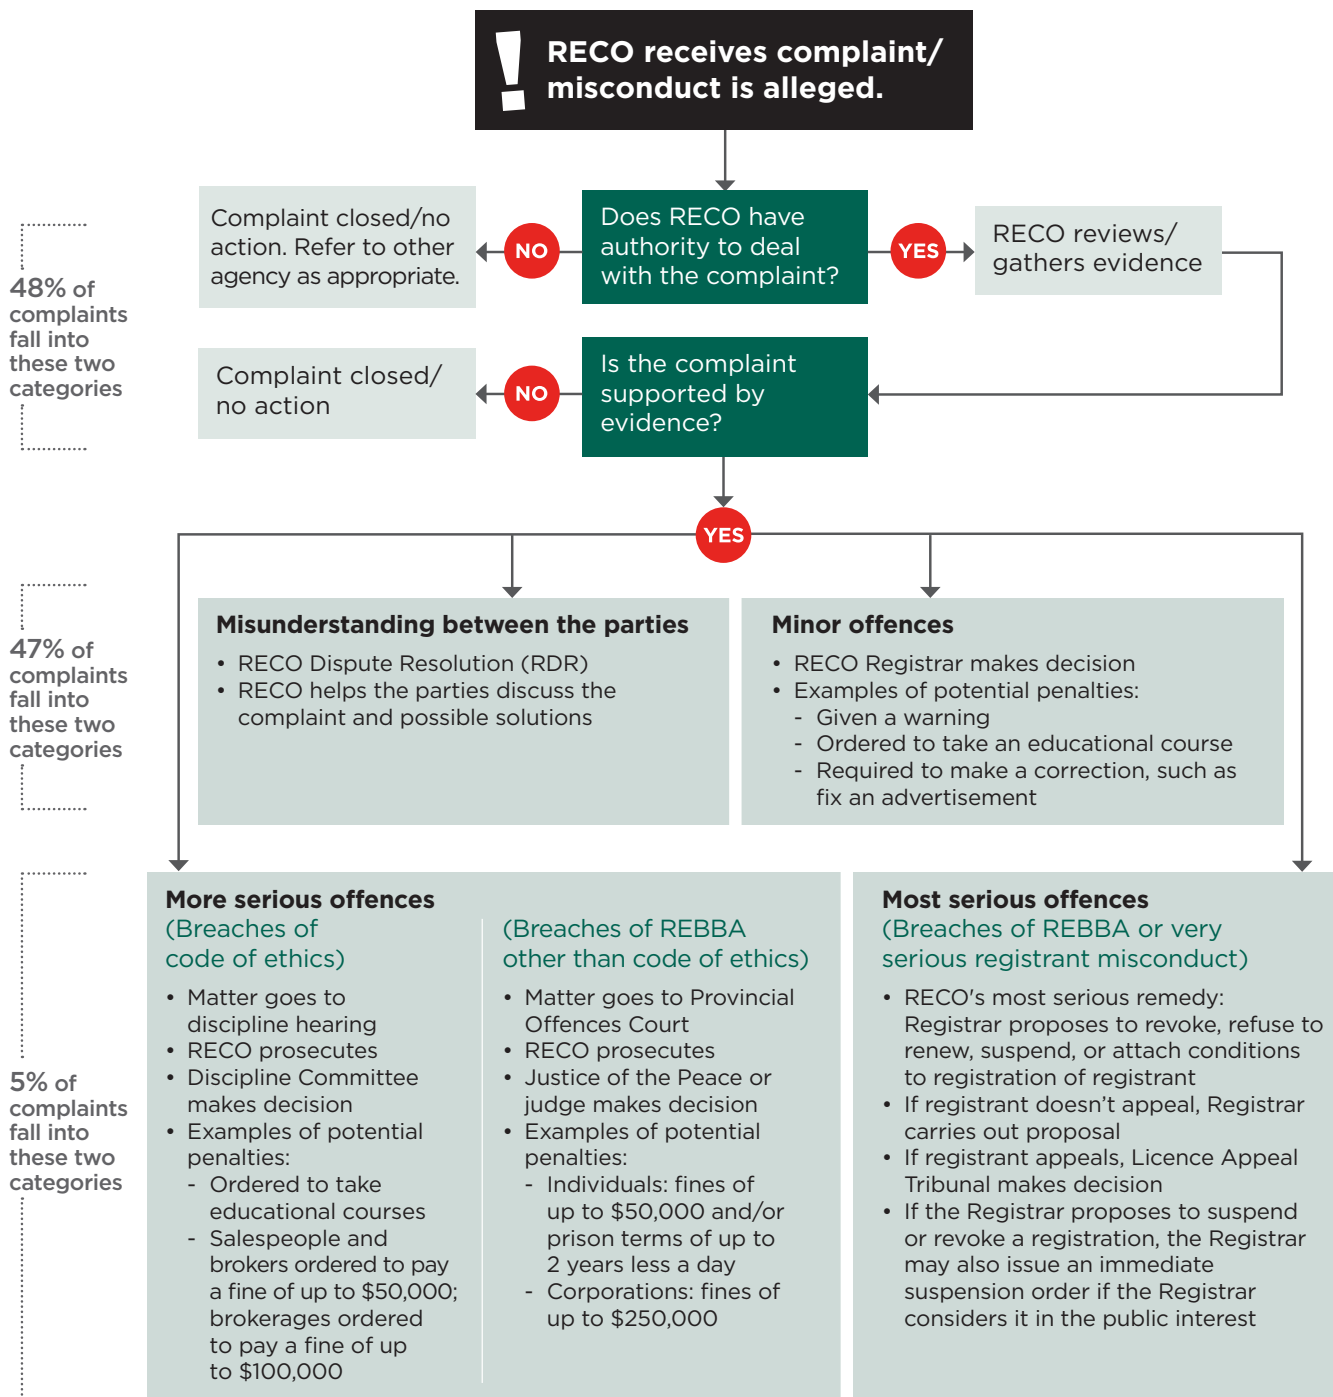 !
RECO receives complaint/
misconduct is alleged.
Complaint closed/no
action. Refer to other
agency as appropriate.
NO
Does RECO have
authority to deal
with the complaint?
YES
RECO reviews/
gathers evidence
48% of
complaints
fall into
these two
categories
Complaint closed/
no action
NO
Is the complaint
supported by
evidence?
YES
47% of
complaints
fall into
these two
categories
Misunderstanding between the parties
• RECO Dispute Resolution (RDR)
• RECO helps the parties discuss the
complaint and possible solutions
Minor offences
• RECO Registrar makes decision
• Examples of potential penalties:
- Given a warning
- Ordered to take an educational course
- Required to make a correction, such as
fix an advertisement
5% of
complaints
fall into
these two
categories
More serious offences
(Breaches of
code of ethics)
• Matter goes to
discipline hearing
• RECO prosecutes
• Discipline Committee
makes decision
• Examples of potential
penalties:
- Ordered to take
educational courses
- Salespeople and
brokers ordered to pay
a fine of up to $50,000;
brokerages ordered
to pay a fine of up
to $100,000
(Breaches of REBBA
other than code of ethics)
• Matter goes to Provincial
Offences Court
• RECO prosecutes
• Justice of the Peace or
judge makes decision
• Examples of potential
penalties:
- Individuals: fines of
up to $50,000 and/or
prison terms of up to
2 years less a day
- Corporations: fines of
up to $250,000
Most serious offences
(Breaches of REBBA or very
serious registrant misconduct)
• RECO's most serious remedy:
Registrar proposes to revoke, refuse to
renew, suspend, or attach conditions
to registration of registrant
• If registrant doesn’t appeal, Registrar
carries out proposal
• If registrant appeals, Licence Appeal
Tribunal makes decision
• If the Registrar proposes to suspend
or revoke a registration, the Registrar
may also issue an immediate
suspension order if the Registrar
considers it in the public interest